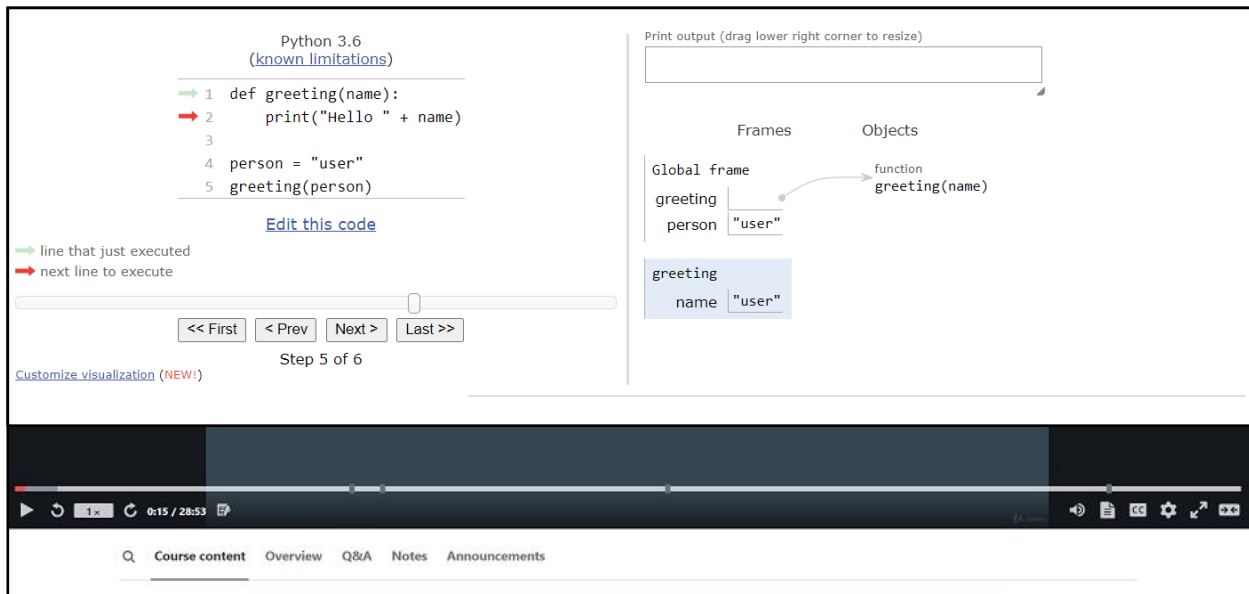 Python 3.6
(known limitations)
1 def greeting(name):
2     print("Hello " + name)
3
4 person = "user"
5 greeting(person)
Edit this code
line that just executed
next line to execute
<< First < Prev Next > Last >>
Step 5 of 6
Customize visualization (NEW!)
Print output (drag lower right corner to resize)
Frames Objects
Global frame
greeting
person "user"
function
greeting(name)
greeting
name "user"
1x 0:15 / 28:53 CC
Course content Overview Q&A Notes Announcements